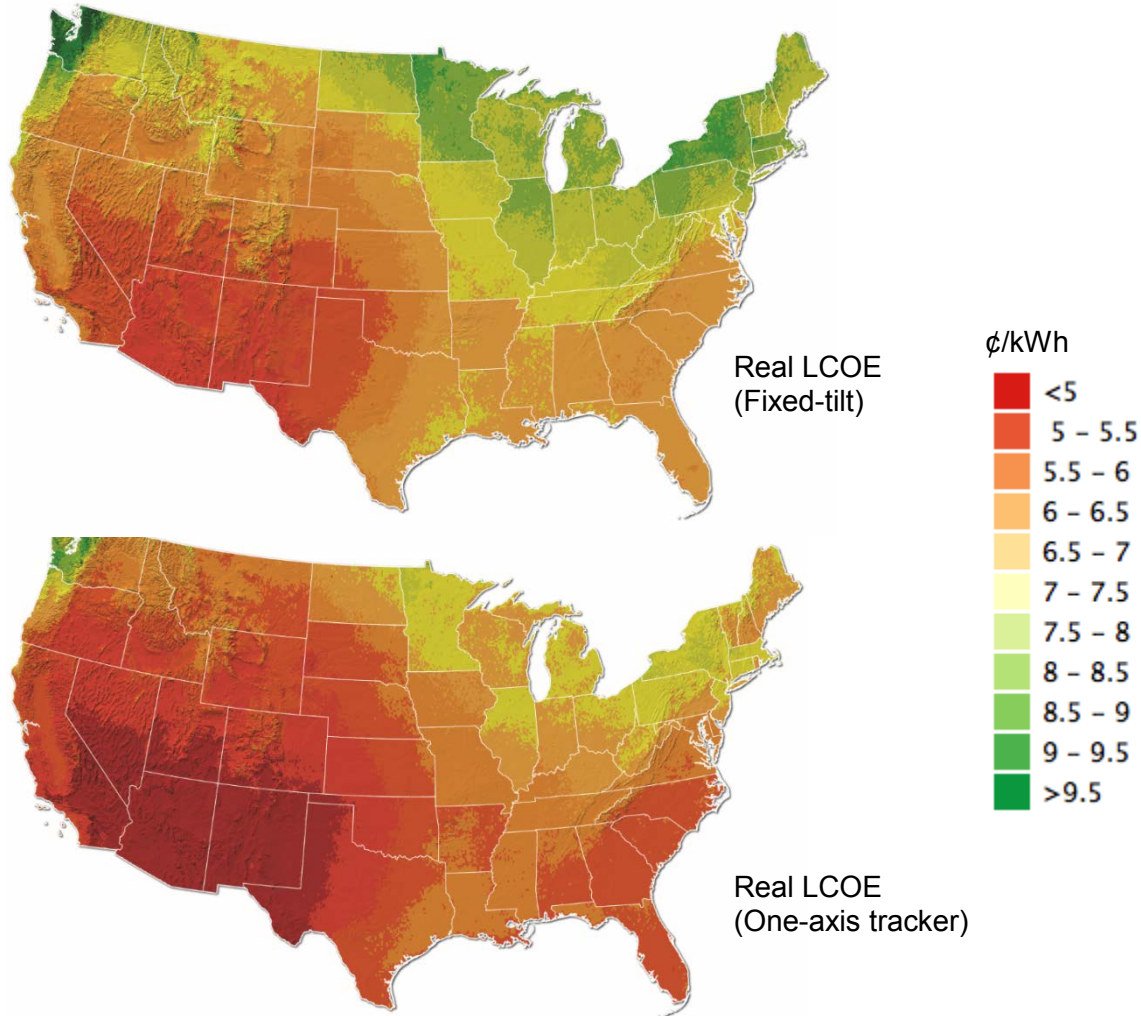 Real LCOE
(Fixed-tilt)
¢/kWh
<5
5 – 5.5
5.5 – 6
6 – 6.5
6.5 – 7
7 – 7.5
7.5 – 8
8 – 8.5
8.5 – 9
9 – 9.5
>9.5
Real LCOE
(One-axis tracker)